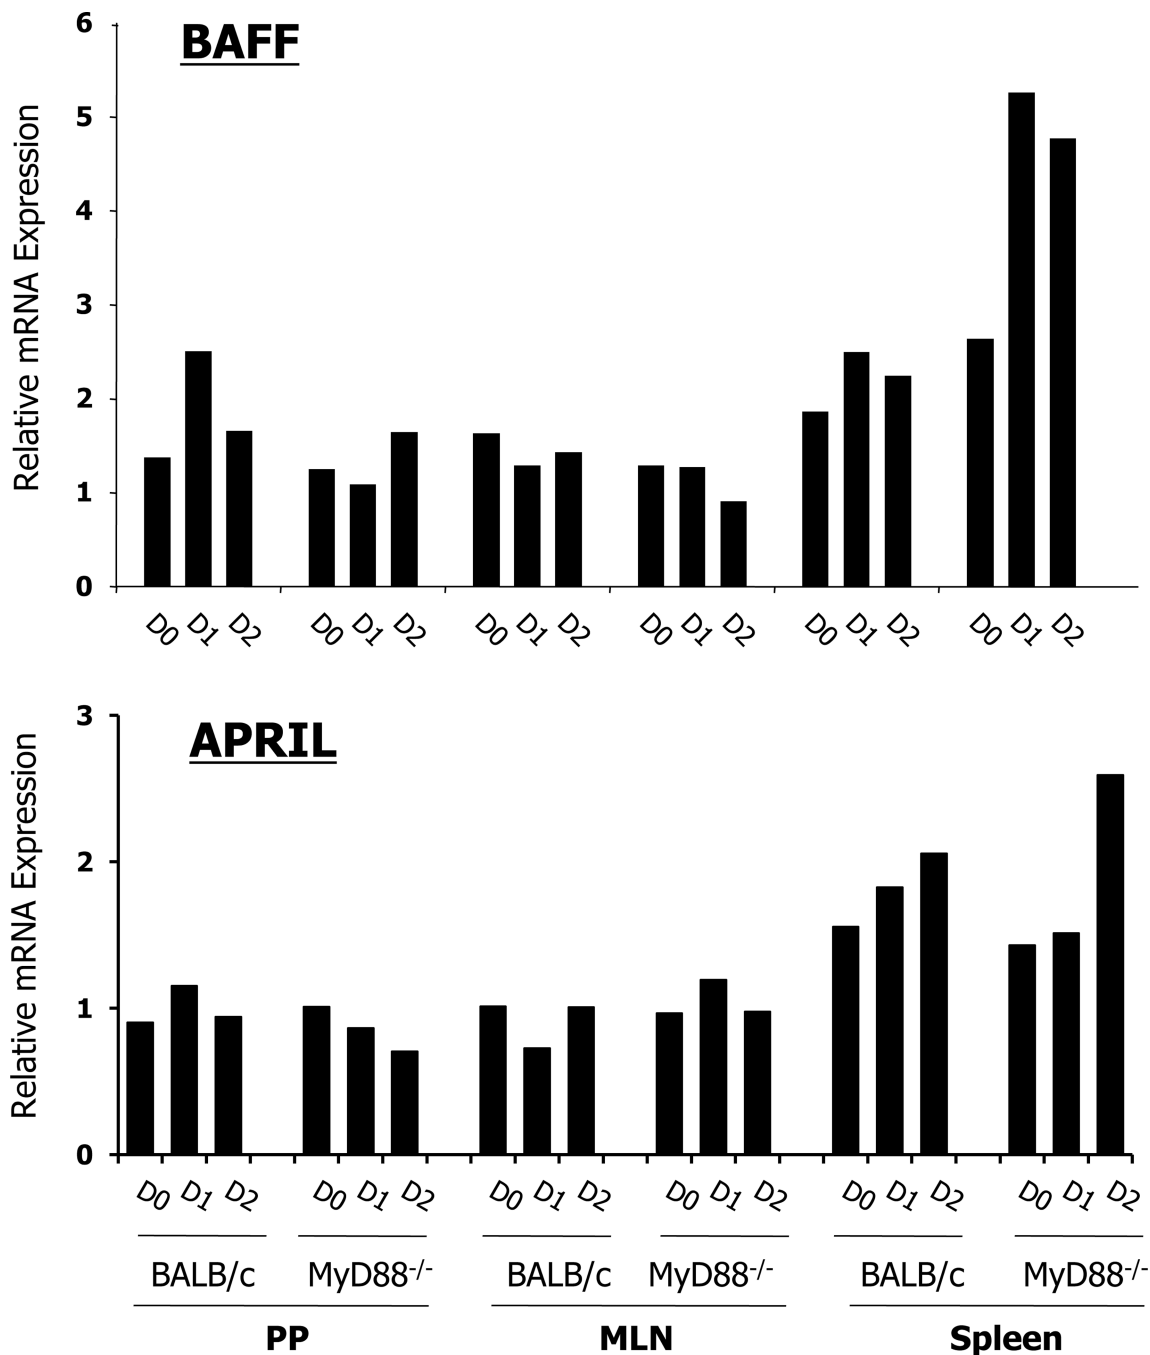 BAFF
Relative mRNA Expression
6
5
4
3
2
1
0
D0 D1 D2 D0 D1 D2 D0 D1 D2 D0 D1 D2 D0 D1 D2 D0 D1 D2
APRIL
Relative mRNA Expression
3
2
1
0
D0 D1 D2 D0 D1 D2 D0 D1 D2 D0 D1 D2 D0 D1 D2 D0 D1 D2
BALB/c MyD88-/- BALB/c MyD88-/- BALB/c MyD88-/-
PP MLN Spleen